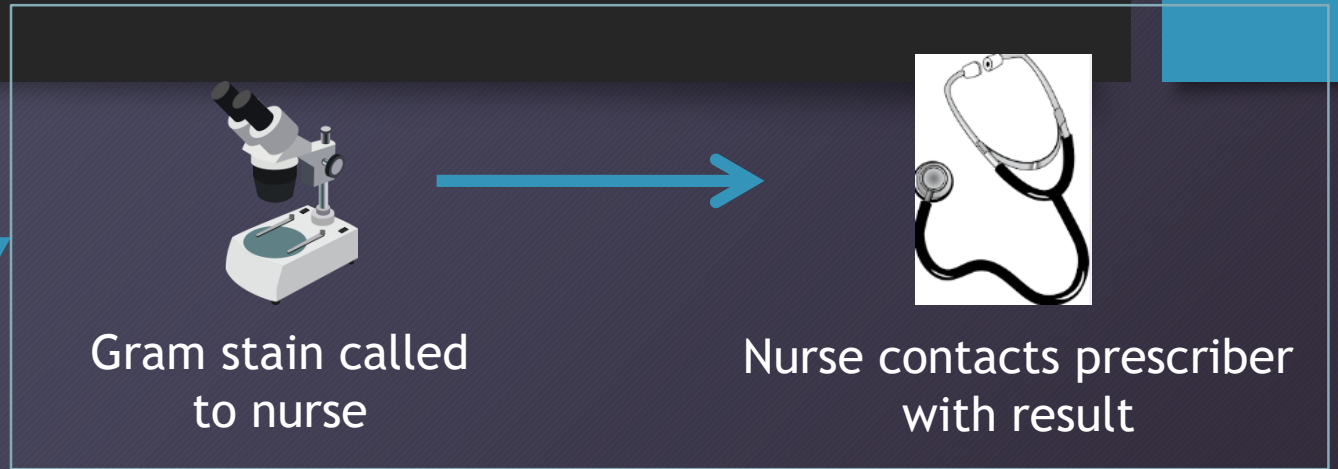 Gram stain called
to nurse
Nurse contacts prescriber
with result